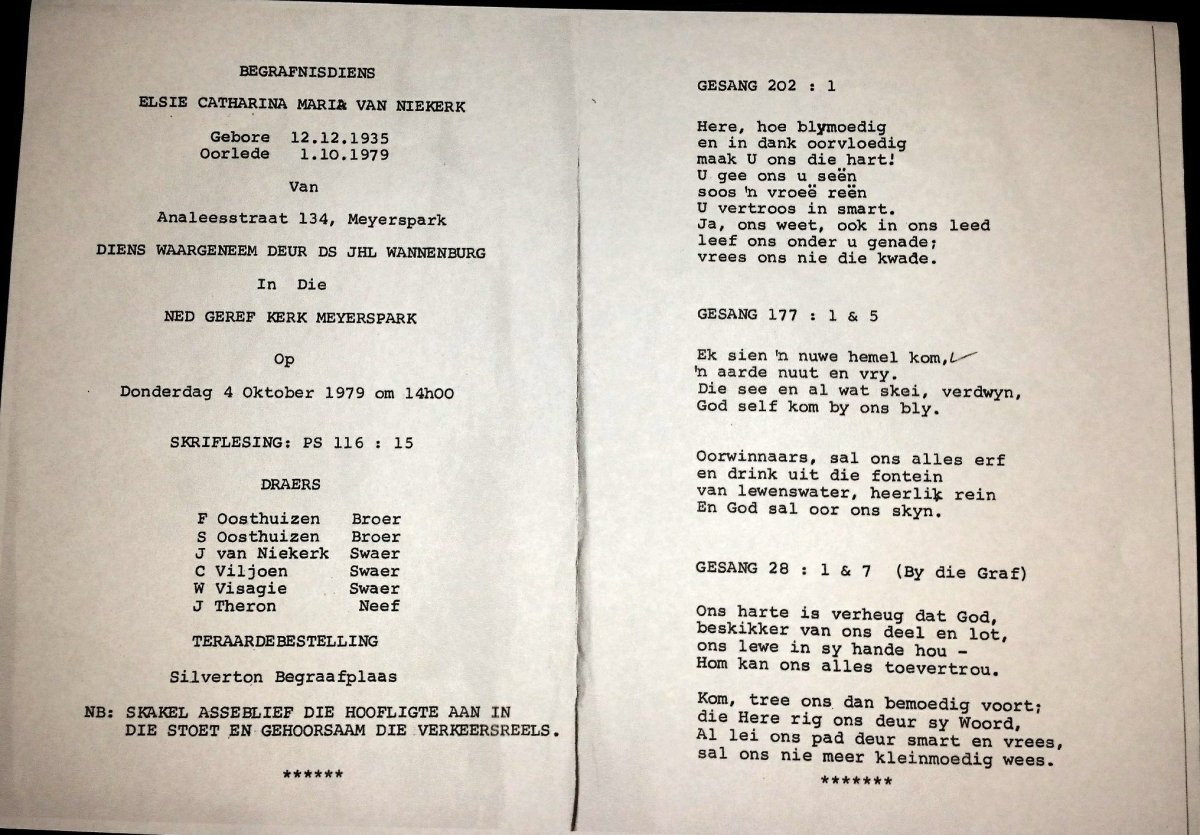 BEGRAFNISDIENS
ELSIE CATHARINA MARIA VAN NIEKERK
Gebore 12.12.1935
Oorlede 1.10.1979
Van
Analeesstraat 134, Meyerspark
DIENS WAARGENEEM DEUR DS JHL WANNENBURG
In Die
NED GEREF KERK MEYERSPARK
Op
Donderdag 4 Oktober 1979 om 14h00
SKRIFLESING: PS 116 : 15
DRAERS
F Oosthuizen Broer
S Oosthuizen Broer
J van Niekerk Swaer
C Viljoen Swaer
W Visagie Swaer
J Theron Neef
TERAARDEBESTELLING
Silverton Begraafplaas
NB: SKAKEL ASSEBLIEF DIE HOOFLIGTE AAN IN
DIE STOET EN GEHOORSAAM DIE VERKEERSREELS.
******
GESANG 202 : 1
Here, hoe blymoedig
en in dank oorvloedig
maak U ons die hart!
U gee ons u seën
soos 'n vroeë reën
U vertroos in smart.
Ja, ons weet, ook in ons leed
leef ons onder u genade;
vrees ons nie die kwade.
GESANG 177 : 1 & 5
Ek sien 'n nuwe hemel kom,
'n aarde nuut en vry.
Die see en al wat skei, verdwyn,
God self kom by ons bly.
Oorwinnaars, sal ons alles erf
en drink uit die fontein
van lewenswater, heerlik rein
En God sal oor ons skyn.
GESANG 28 : 1 & 7 (By die Graf)
Ons harte is verheug dat God,
beskikker van ons deel en lot,
ons lewe in sy hande hou -
Hom kan ons alles toevertrou.
Kom, tree ons dan bemoedig voort;
die Here rig ons deur sy Woord,
Al lei ons pad deur smart en vrees,
sal ons nie meer kleinmoedig wees.
*******